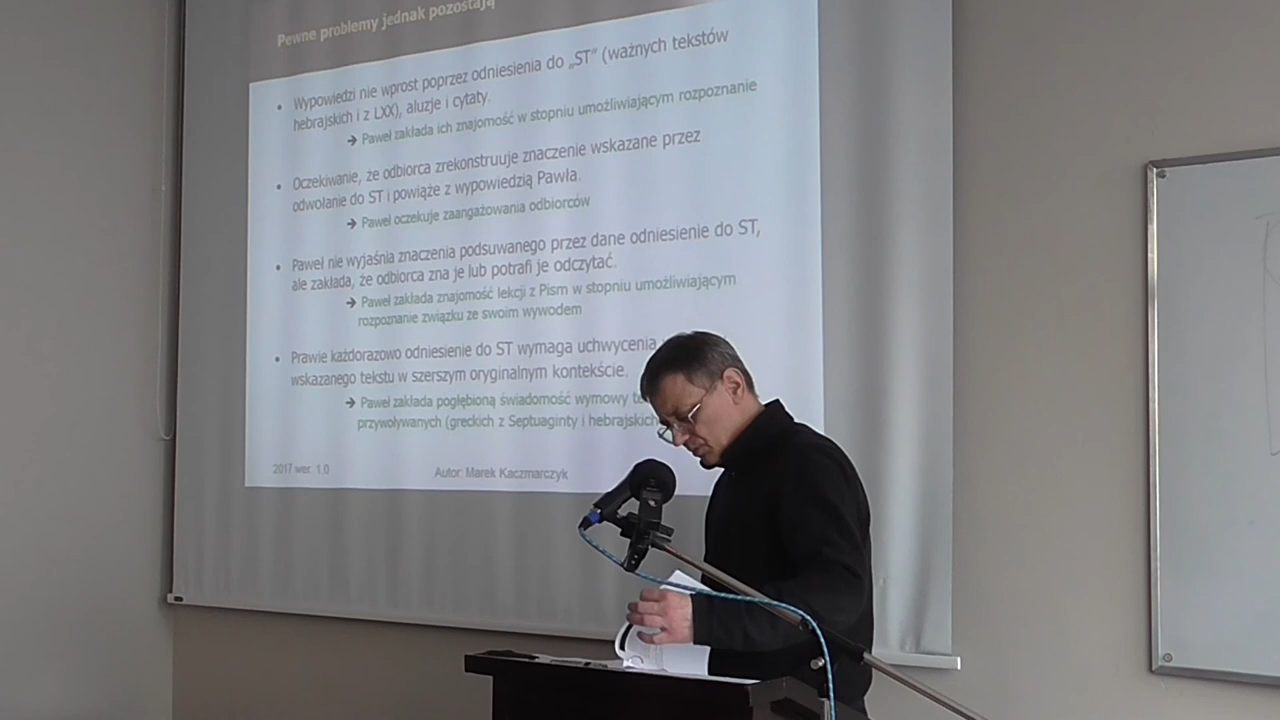 Pewne problemy jednak pozostają
• Wypowiedzi nie wprost poprzez odniesienia do „ST” (ważnych tekstów
hebrajskich i z LXX), aluzje i cytaty.
→ Paweł zakłada ich znajomość w stopniu umożliwiającym rozpoznanie
• Oczekiwanie, że odbiorca zrekonstruuje znaczenie wskazane przez
odwołanie do ST i powiąże z wypowiedzią Pawła.
→ Paweł oczekuje zaangażowania odbiorców
• Paweł nie wyjaśnia znaczenia podsuwanego przez dane odniesienie do ST,
ale zakłada, że odbiorca zna je lub potrafi je odczytać.
→ Paweł zakłada znajomość lekcji z Pism w stopniu umożliwiającym
rozpoznanie związku ze swoim wywodem
• Prawie każdorazowo odniesienie do ST wymaga uchwycenia
wskazanego tekstu w szerszym oryginalnym kontekście.
→ Paweł zakłada pogłębioną świadomość wymowy
przywoływanych (greckich z Septuaginty i hebrajskich
2017 wer. 1.0 Autor: Marek Kaczmarczyk